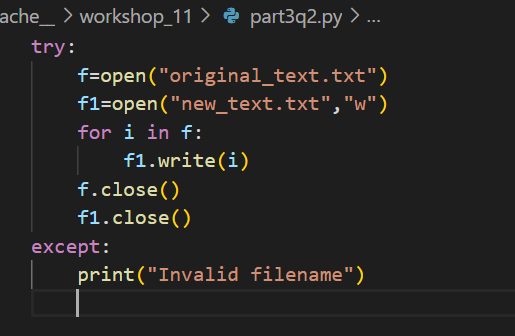 ache__ > workshop_11 > part3q2.py > ...
try:
    f=open("original_text.txt")
    f1=open("new_text.txt","w")
    for i in f:
        f1.write(i)
    f.close()
    f1.close()
except:
    print("Invalid filename")